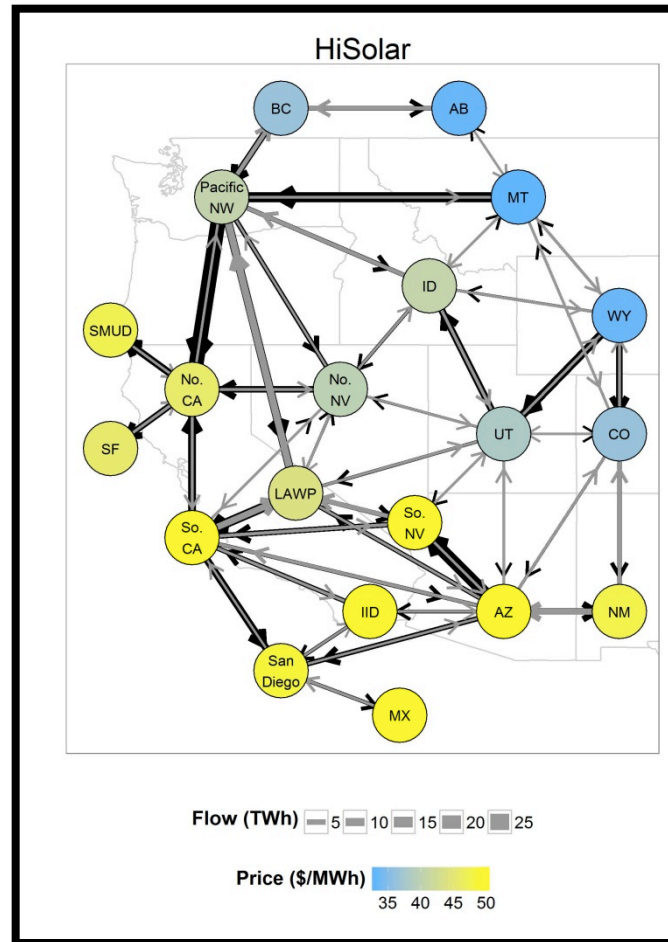 HiSolar
BC
AB
Pacific
NW
MT
ID
WY
SMUD
No.
CA
No.
NV
UT
CO
SF
LAWP
So.
NV
So.
CA
IID
AZ
NM
San
Diego
MX
Flow (TWh) 5 10 15 20 25
Price ($/MWh)
35 40 45 50